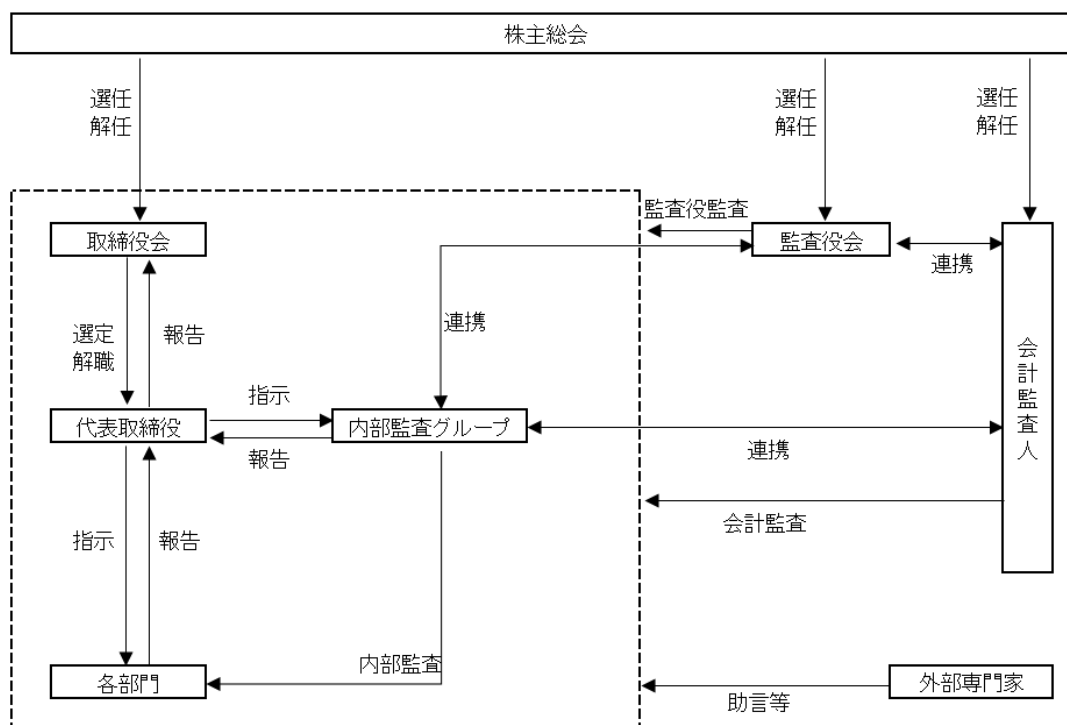 株主総会
選任
解任
選任
解任
選任
解任
監査役監査
取締役会
監査役会
連携
選定
解職
報告
連携
会計監査人
指示
代表取締役
内部監査グループ
報告
連携
会計監査
指示
報告
内部監査
各部門
外部専門家
助言等